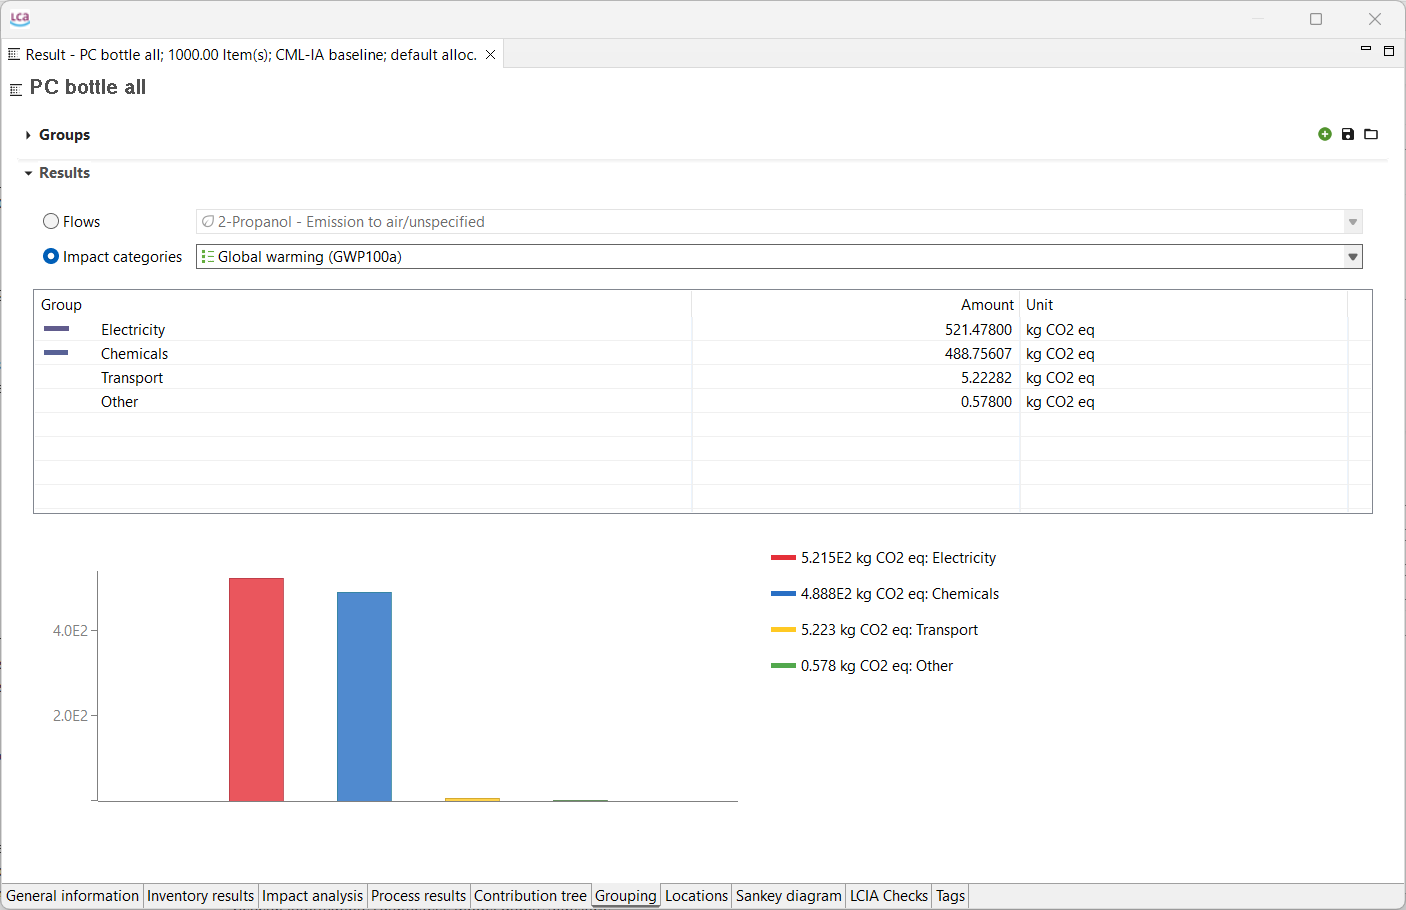 LCA
Result - PC bottle all; 1000.00 Item(s); CML-IA baseline; default alloc.
PC bottle all
Groups
Results
Flows 2-Propanol - Emission to air/unspecified
Impact categories Global warming (GWP100a)
Group Amount Unit
Electricity 521.47800 kg CO2 eq
Chemicals 488.75607 kg CO2 eq
Transport 5.22282 kg CO2 eq
Other 0.57800 kg CO2 eq
5.215E2 kg CO2 eq: Electricity
4.888E2 kg CO2 eq: Chemicals
5.223 kg CO2 eq: Transport
0.578 kg CO2 eq: Other
4.0E2
2.0E2
General information Inventory results Impact analysis Process results Contribution tree Grouping Locations Sankey diagram LCIA Checks Tags